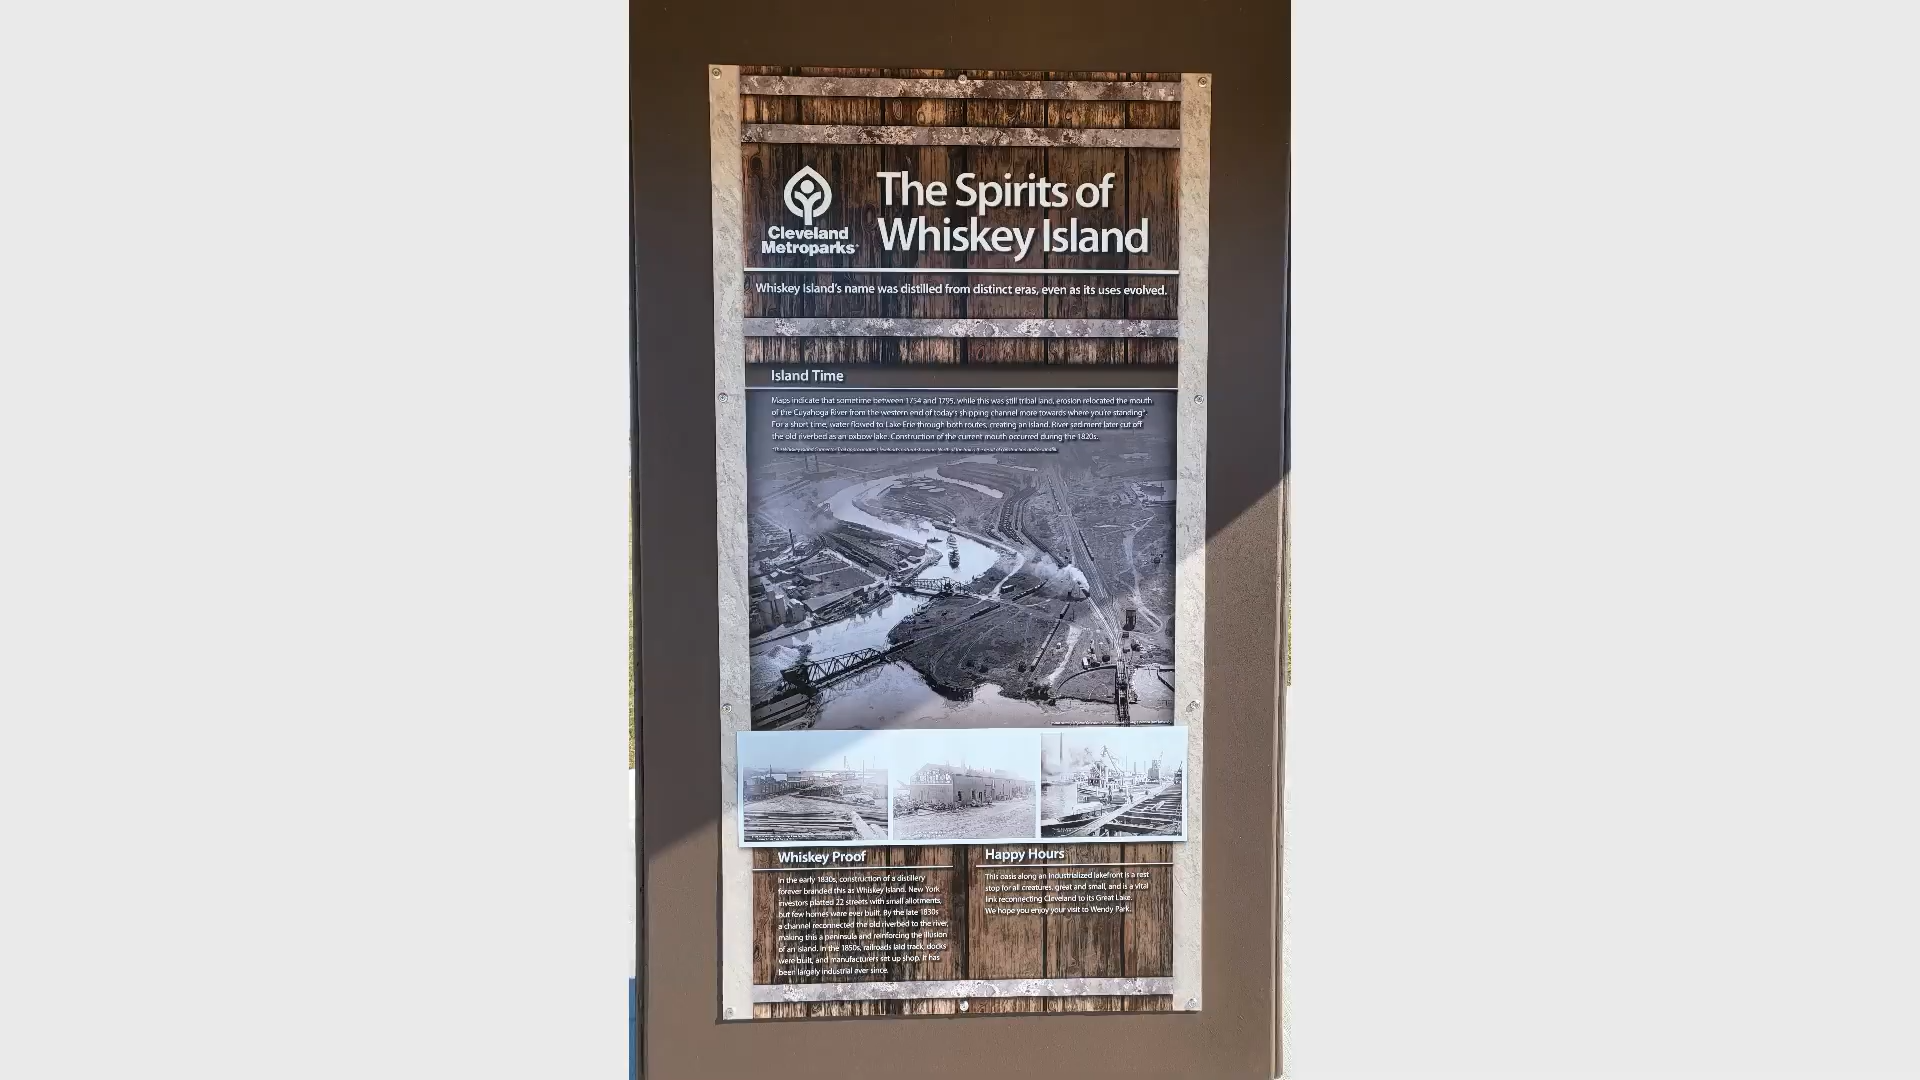 Cleveland
Metroparks
The Spirits of
Whiskey Island
Whiskey Island's name was distilled from distinct eras, even as its uses evolved.
Island Time
Maps indicate that sometime between 1754 and 1795, while this was still tribal land, erosion relocated the mouth
of the Cuyahoga River from the western end of today's shipping channel more towards where you're standing*.
For a short time, water flowed to Lake Erie through both routes, creating an island. River sediment later cut off
the old riverbed as an oxbow lake. Construction of the current mouth occurred during the 1820s.
Whiskey Proof
In the early 1830s, construction of a distillery
forever branded this as Whiskey Island. New York
investors platted 22 streets with small allotments,
but few homes were ever built. By the late 1830s
a channel reconnected the old riverbed to the river,
making this a peninsula and reinforcing the illusion
of an island. In the 1850s, railroads laid track, docks
were built, and manufacturers set up shop. It has
been largely industrial ever since.
Happy Hours
This oasis along an industrialized lakefront is a rest
stop for all creatures, great and small, and is a vital
link reconnecting Cleveland to its Great Lake.
We hope you enjoy your visit to Wendy Park.